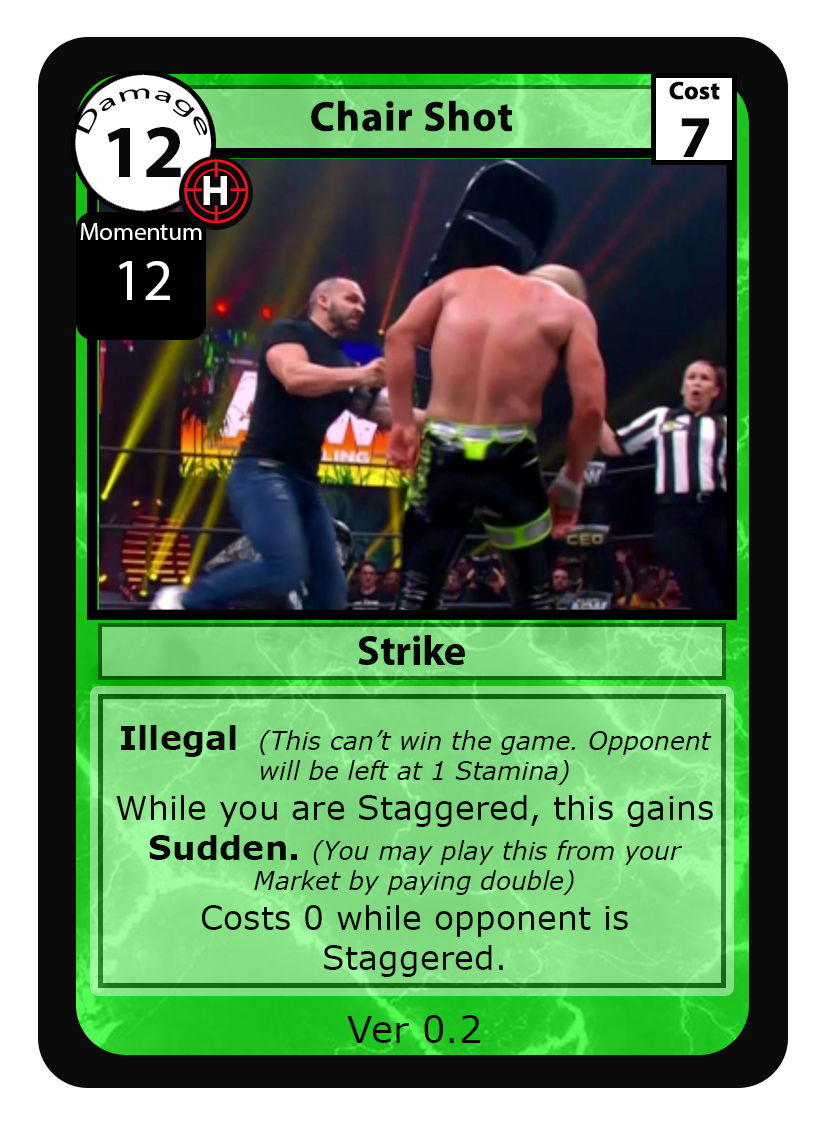 Damage
12
Chair Shot
Cost
7
H
Momentum
12
LING
CEO
Strike
Illegal (This can’t win the game. Opponent
will be left at 1 Stamina)
While you are Staggered, this gains
Sudden. (You may play this from your
Market by paying double)
Costs 0 while opponent is
Staggered.
Ver 0.2